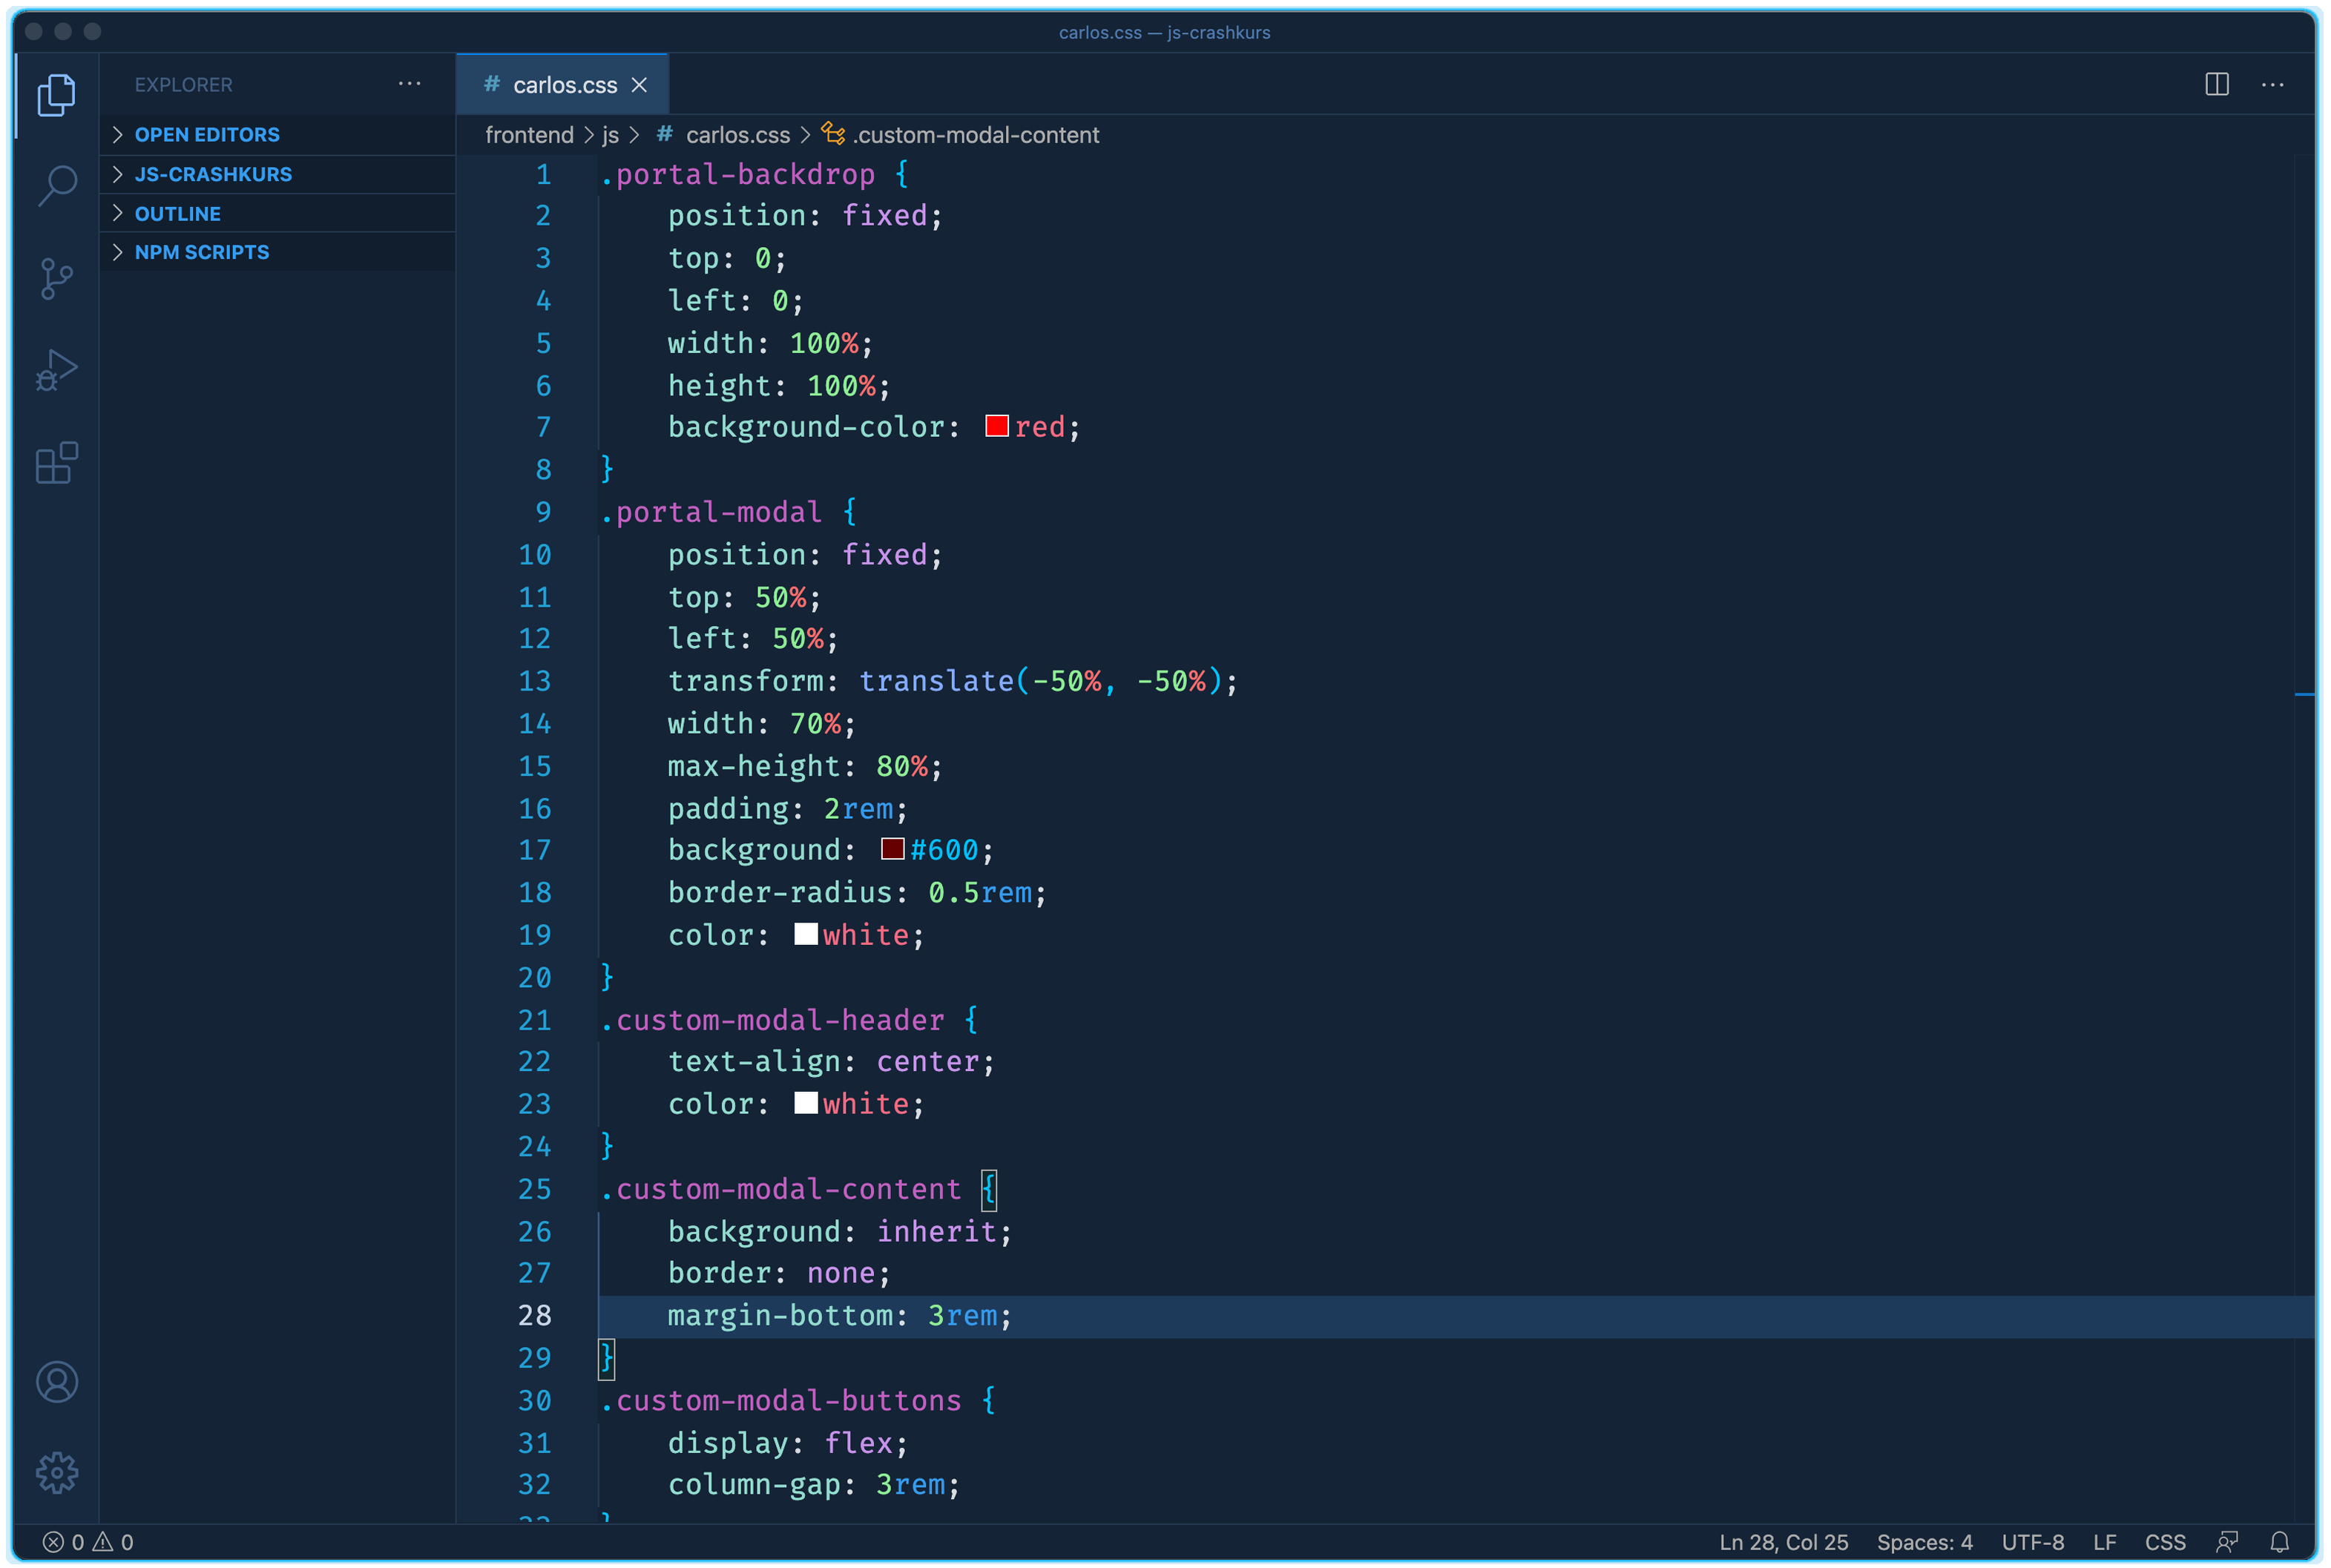 carlos.css — js-crashkurs
EXPLORER
OPEN EDITORS
JS-CRASHKURS
OUTLINE
NPM SCRIPTS
# carlos.css
frontend > js > # carlos.css > .custom-modal-content
1 .portal-backdrop {
2 position: fixed;
3 top: 0;
4 left: 0;
5 width: 100%;
6 height: 100%;
7 background-color: red;
8 }
9 .portal-modal {
10 position: fixed;
11 top: 50%;
12 left: 50%;
13 transform: translate(-50%, -50%);
14 width: 70%;
15 max-height: 80%;
16 padding: 2rem;
17 background: #600;
18 border-radius: 0.5rem;
19 color: white;
20 }
21 .custom-modal-header {
22 text-align: center;
23 color: white;
24 }
25 .custom-modal-content {
26 background: inherit;
27 border: none;
28 margin-bottom: 3rem;
29 }
30 .custom-modal-buttons {
31 display: flex;
32 column-gap: 3rem;
0 0 Ln 28, Col 25 Spaces: 4 UTF-8 LF CSS